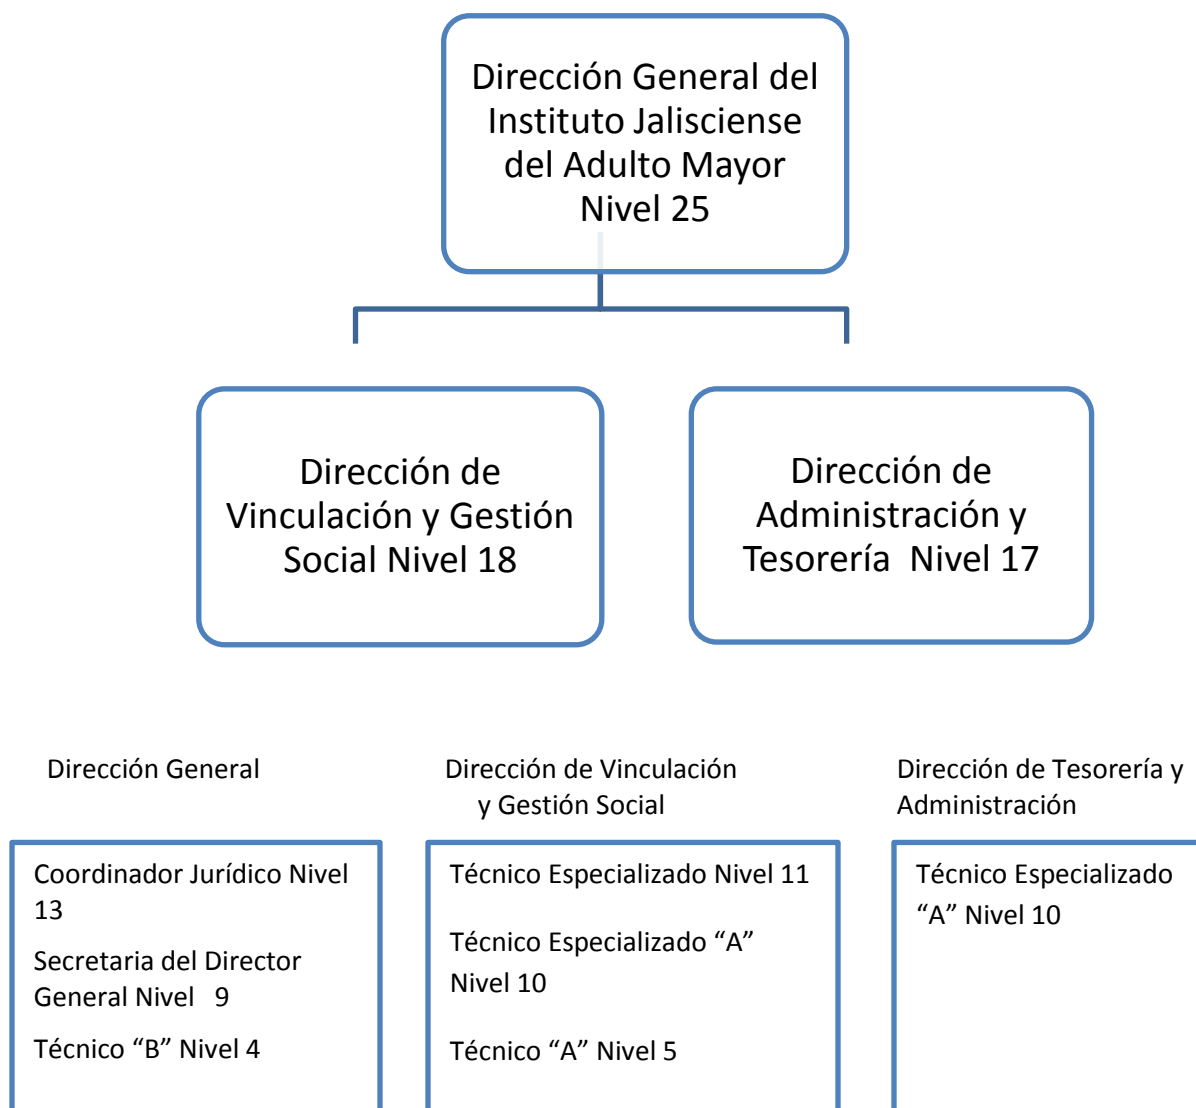 Dirección General del
Instituto Jalisciense
del Adulto Mayor
Nivel 25
Dirección de
Vinculación y Gestión
Social Nivel 18
Dirección de
Administración y
Tesorería  Nivel 17
Dirección General
Dirección de Vinculación
y Gestión Social
Dirección de Tesorería y
Administración
Coordinador Jurídico Nivel
13
Secretaria del Director
General Nivel   9
Técnico “B” Nivel 4
Técnico Especializado Nivel 11
Técnico Especializado “A”
Nivel 10
Técnico “A” Nivel 5
Técnico Especializado
“A” Nivel 10